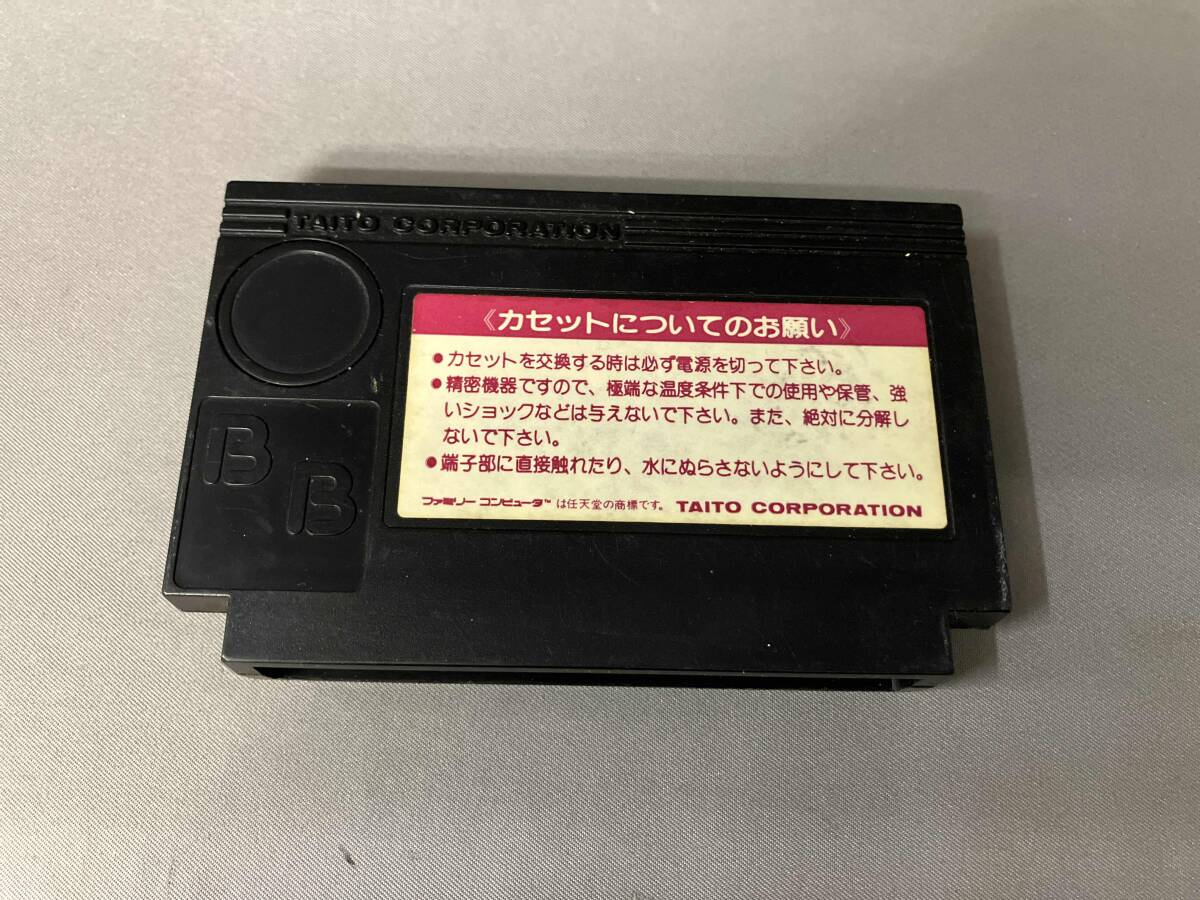 TAITO CORPORATION
《カセットについてのお願い》
●カセットを交換する時は必ず電源を切って下さい。
●精密機器ですので、極端な温度条件下での使用や保管、強
いショックなどは与えないで下さい。また、絶対に分解し
ないで下さい。
●端子部に直接触れたり、水にぬらさないようにして下さい。
ファミリー コンピュータ™ は任天堂の商標です。 TAITO CORPORATION
B
B